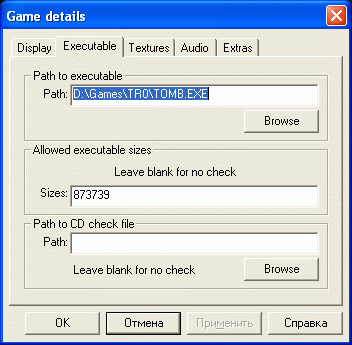 Game details
Display Executable Textures Audio Extras
Path to executable
Path: D:\Games\TR0\TOMB.EXE
Browse
Allowed executable sizes
Leave blank for no check
Sizes: 873739
Path to CD check file
Path:
Leave blank for no check Browse
OK Отмена Применить Справка